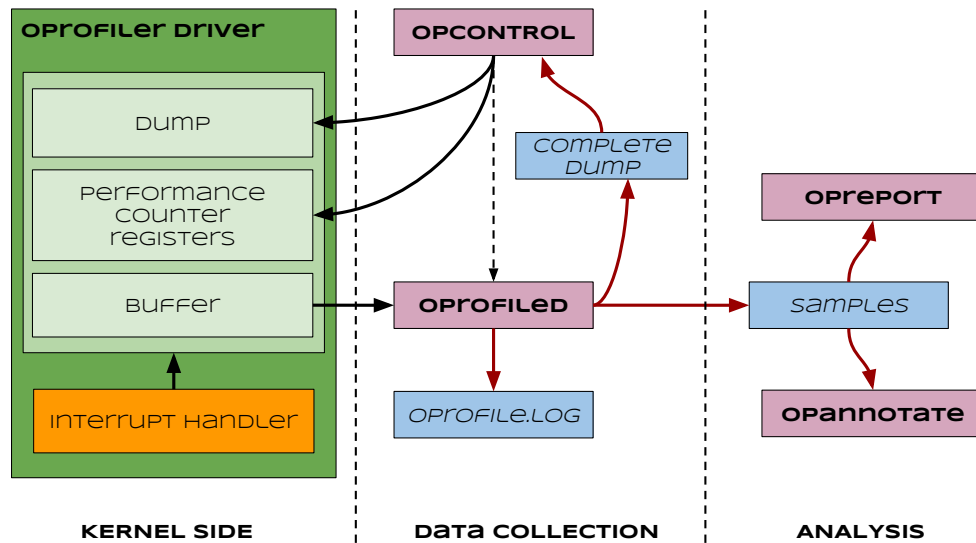 OProfiler Driver
Dump
Performance
Counter
Registers
Buffer
Interrupt Handler
OPCONTROL
Complete
Dump
OProfiled
OProfile.log
OPreport
Samples
OPannotate
KERNEL SIDE
Data Collection
ANALYSIS